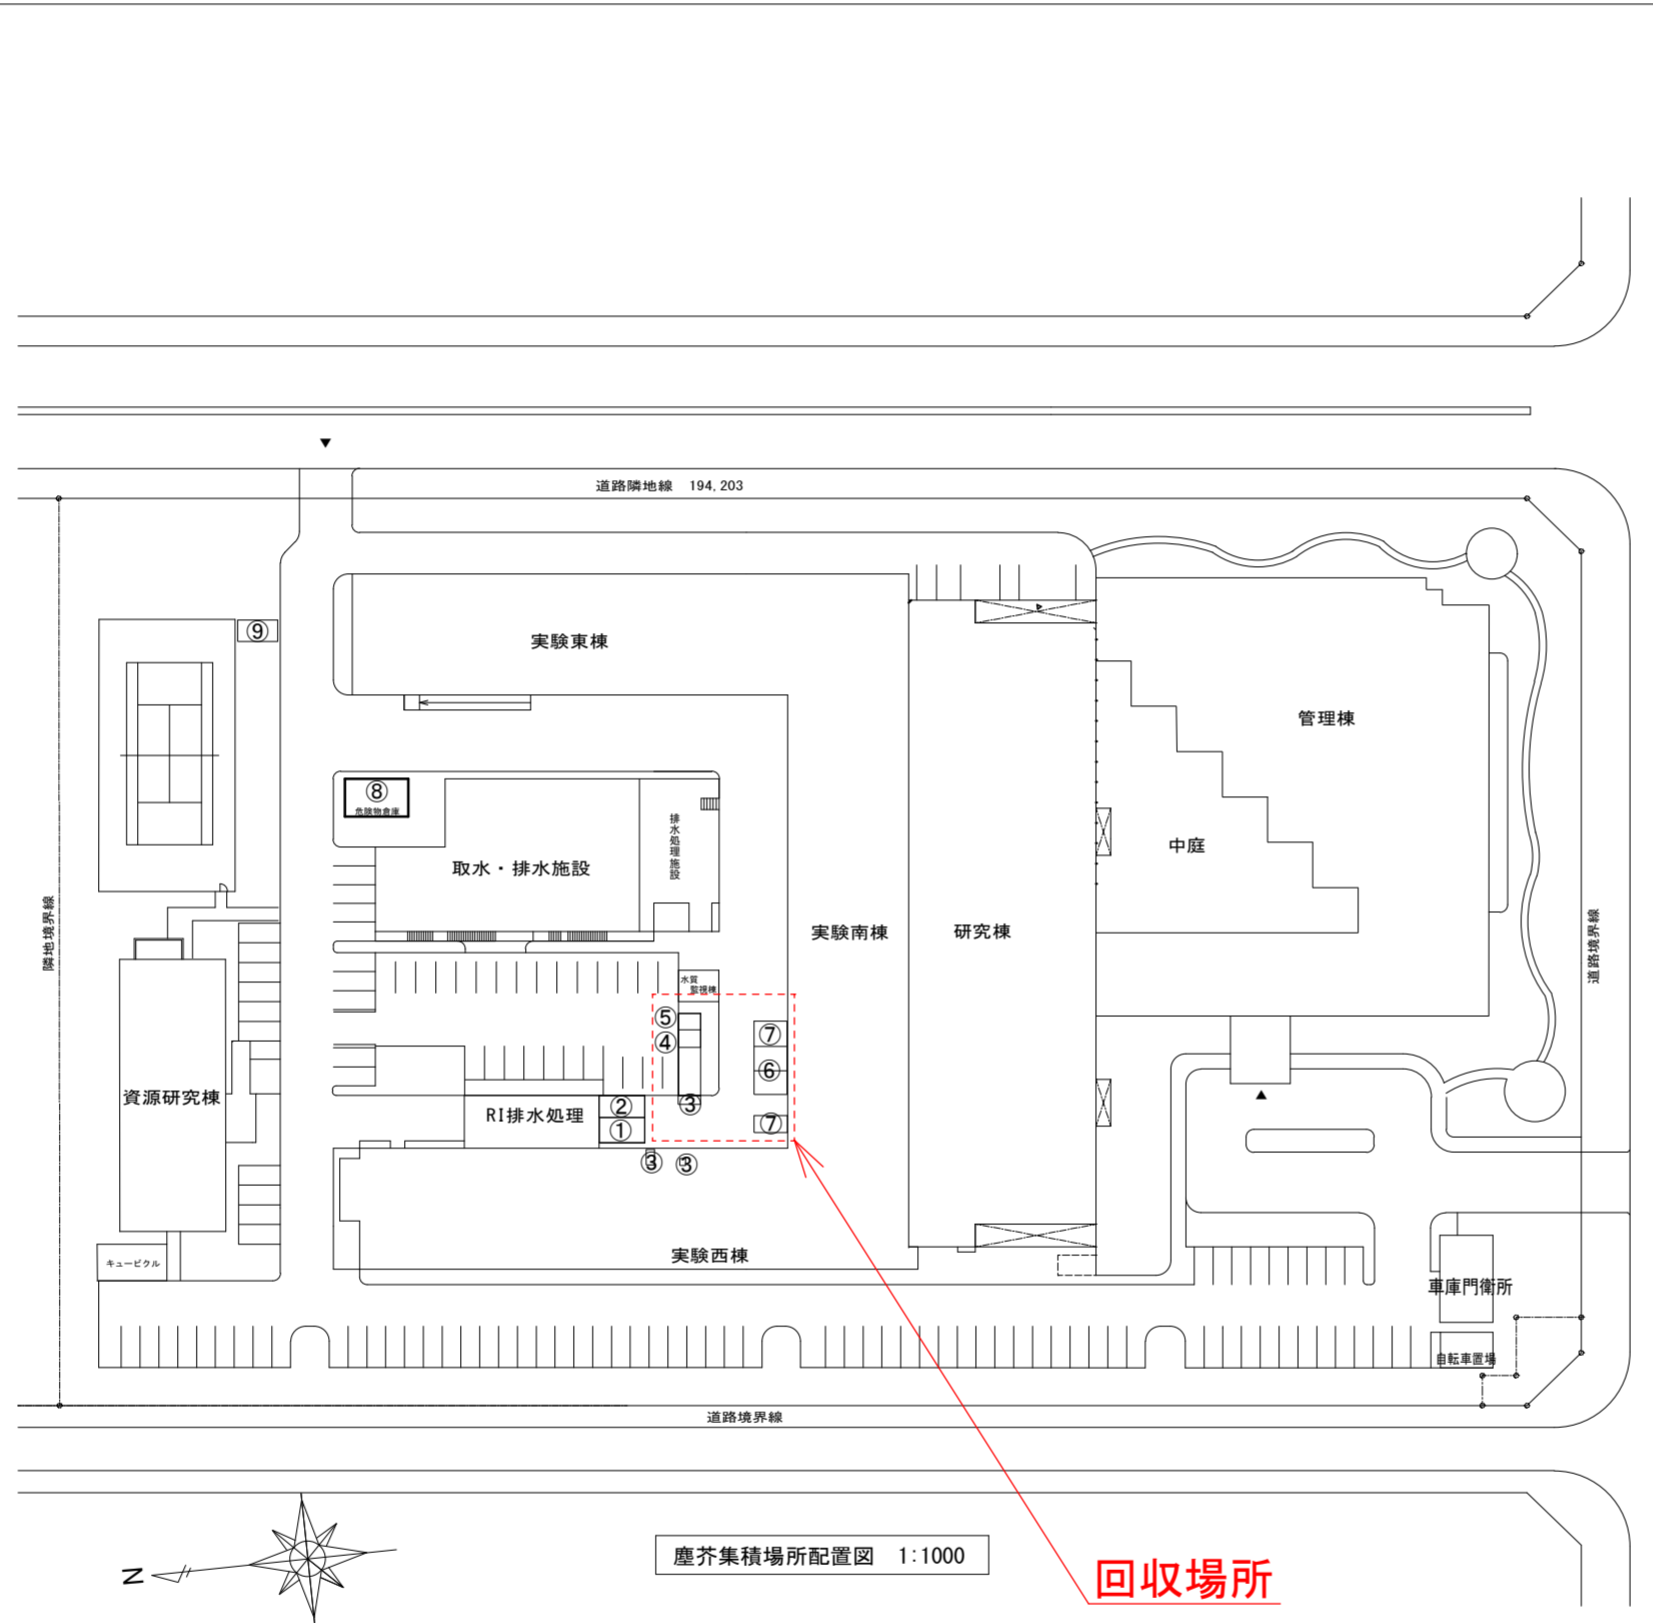 道路隣地線 194,203
⑨
実験東棟
管理棟
⑧
危険物倉庫
排水処理施設
中庭
取水・排水施設
隣地境界線
実験南棟
研究棟
道路境界線
水質
監視棟
⑤
④
⑦
⑥
資源研究棟
RI排水処理
②
①
③
⑦
③
③
実験西棟
キュービクル
車庫門衛所
自転車置場
道路境界線
N
塵芥集積場所配置図 1:1000
回収場所